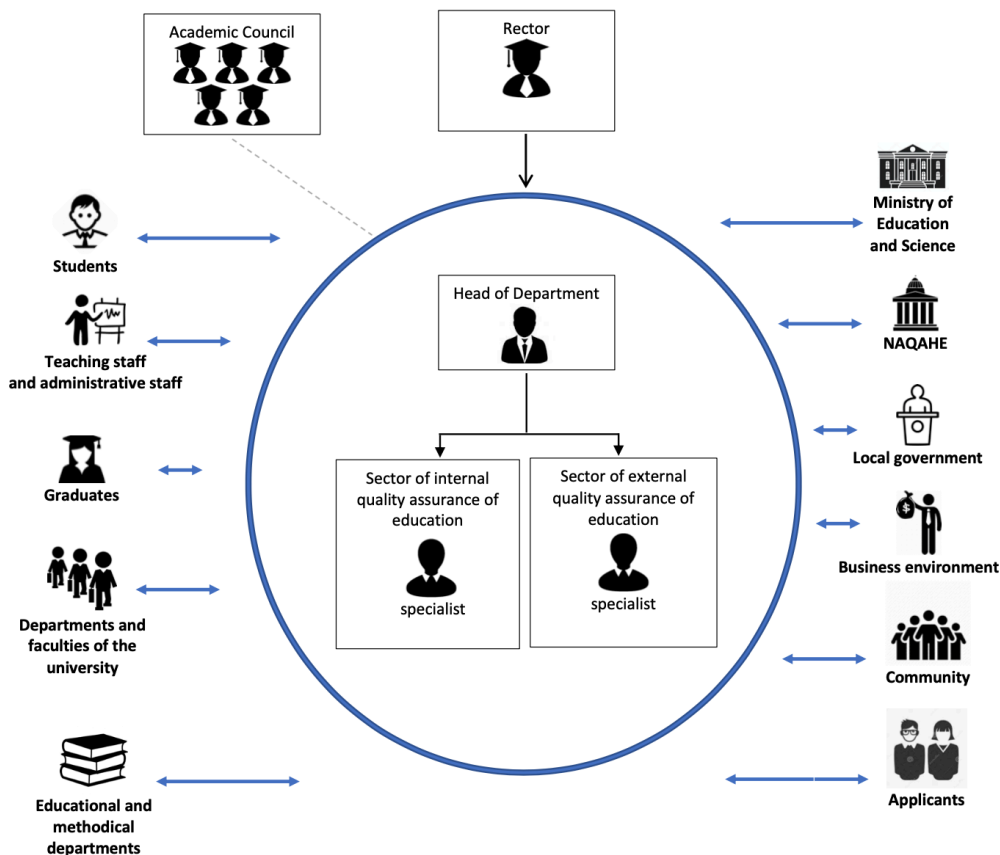 Academic Council
Rector
Students
Teaching staff
and administrative staff
Graduates
Departments and
faculties of the
university
Educational and
methodical
departments
Head of Department
Sector of internal
quality assurance of
education
specialist
Sector of external
quality assurance of
education
specialist
Ministry of
Education
and Science
NAQAHE
Local government
$
Business environment
Community
Applicants